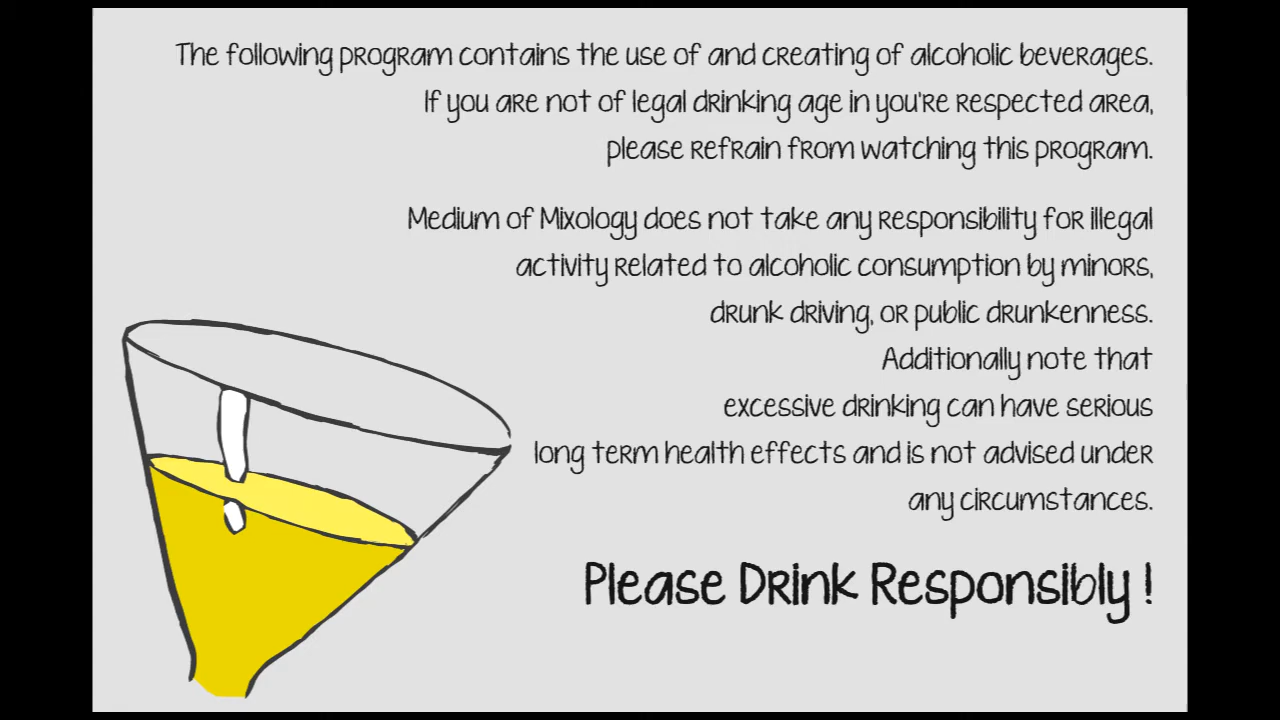 The following program contains the use of and creating of alcoholic beverages.
If you are not of legal drinking age in you're respected area,
please refrain from watching this program.
Medium of Mixology does not take any responsibility for illegal
activity related to alcoholic consumption by minors,
drunk driving, or public drunkenness.
Additionally note that
excessive drinking can have serious
long term health effects and is not advised under
any circumstances.
Please Drink Responsibly !